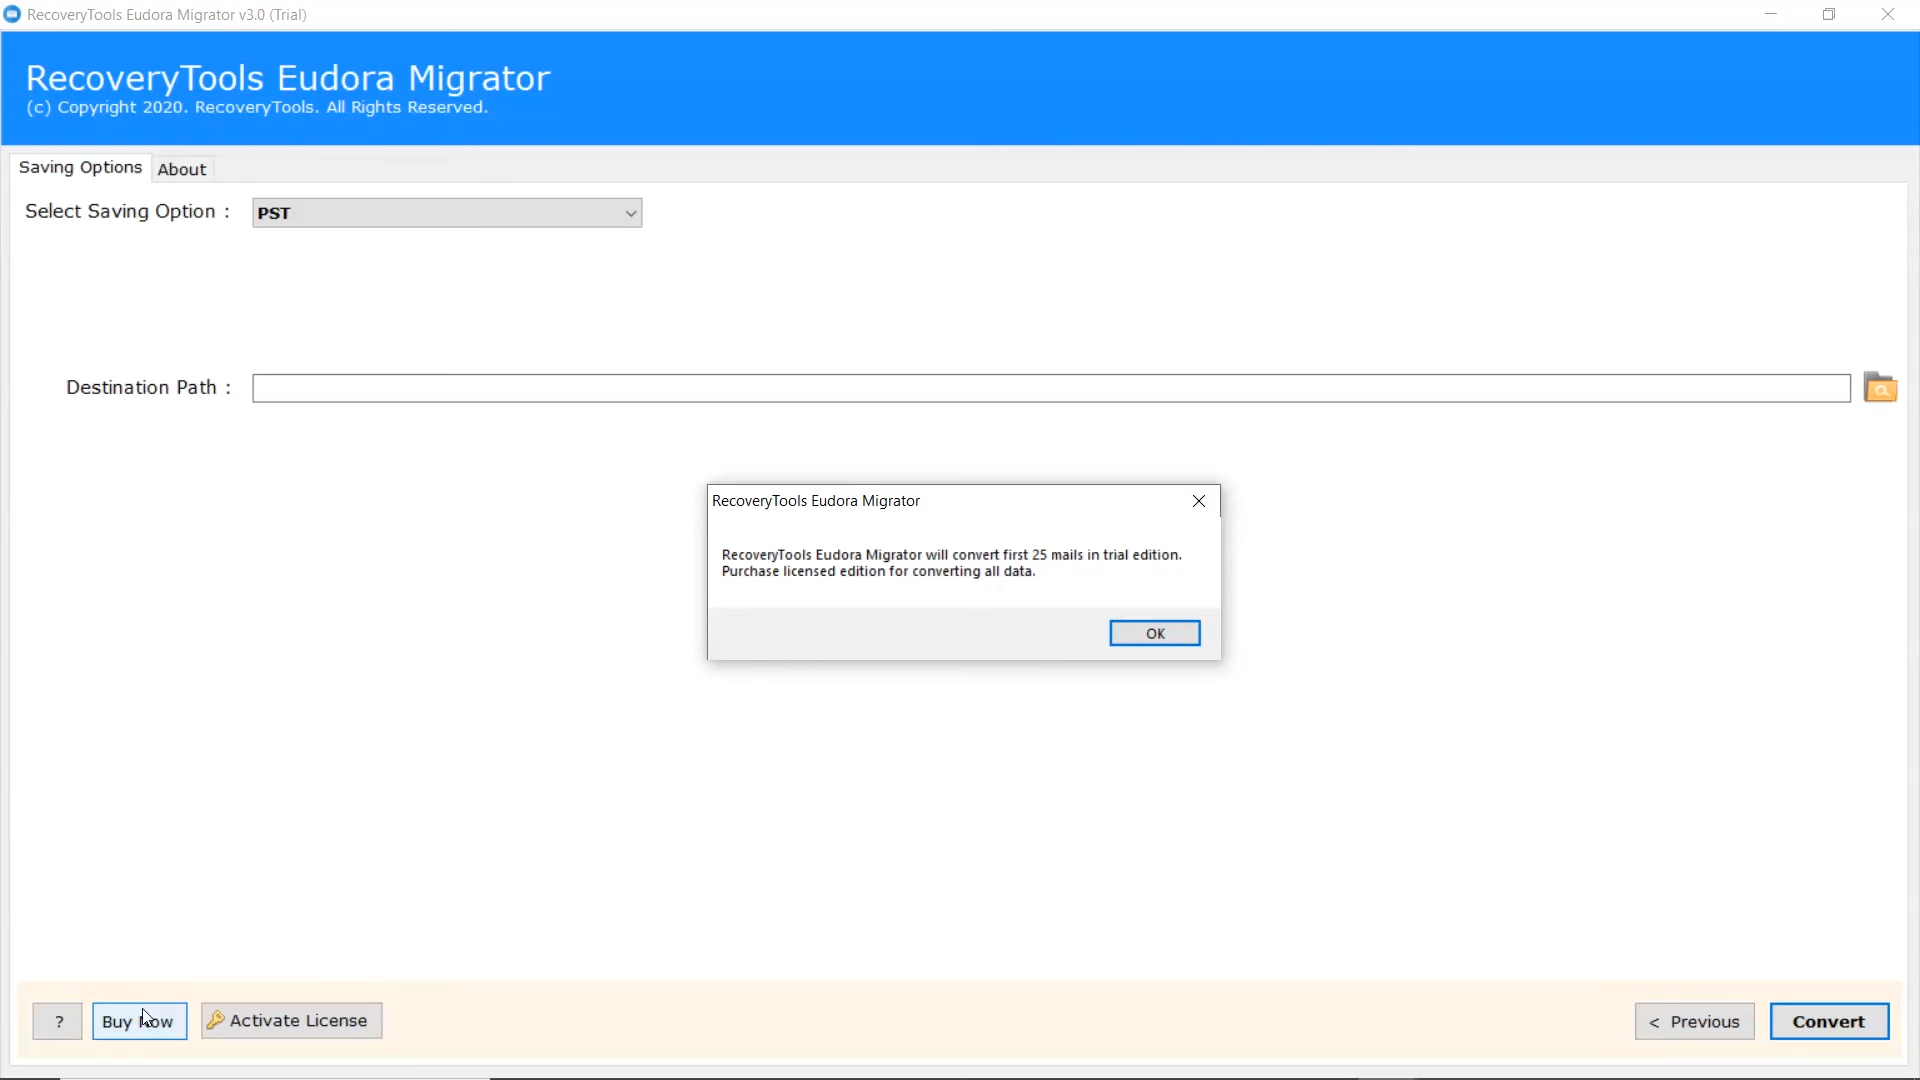 RecoveryTools Eudora Migrator v3.0 (Trial)
RecoveryTools Eudora Migrator
(c) Copyright 2020. RecoveryTools. All Rights Reserved.
Saving Options About
Select Saving Option : PST
Destination Path :
RecoveryTools Eudora Migrator
RecoveryTools Eudora Migrator will convert first 25 mails in trial edition.
Purchase licensed edition for converting all data.
OK
? Buy Now Activate License < Previous Convert